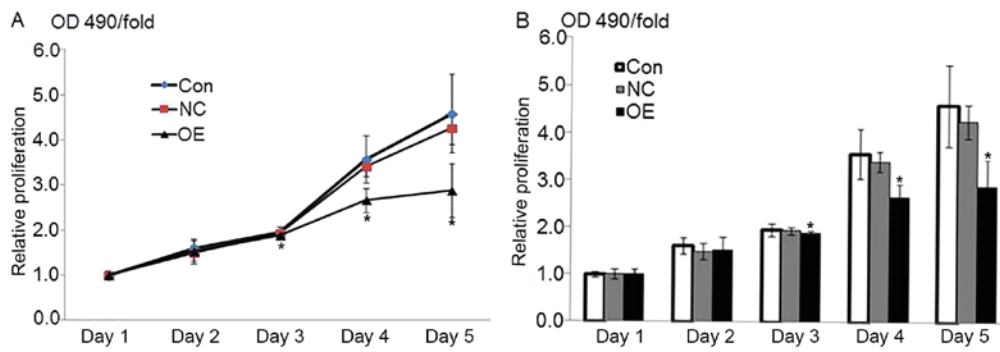 A OD 490/fold
Relative proliferation
6.0
5.0
4.0
3.0
2.0
1.0
0.0
Con
NC
OE
*
*
*
Day 1 Day 2 Day 3 Day 4 Day 5
B OD 490/fold
Relative proliferation
6.0
5.0
4.0
3.0
2.0
1.0
0.0
Con
NC
OE
*
*
*
Day 1 Day 2 Day 3 Day 4 Day 5